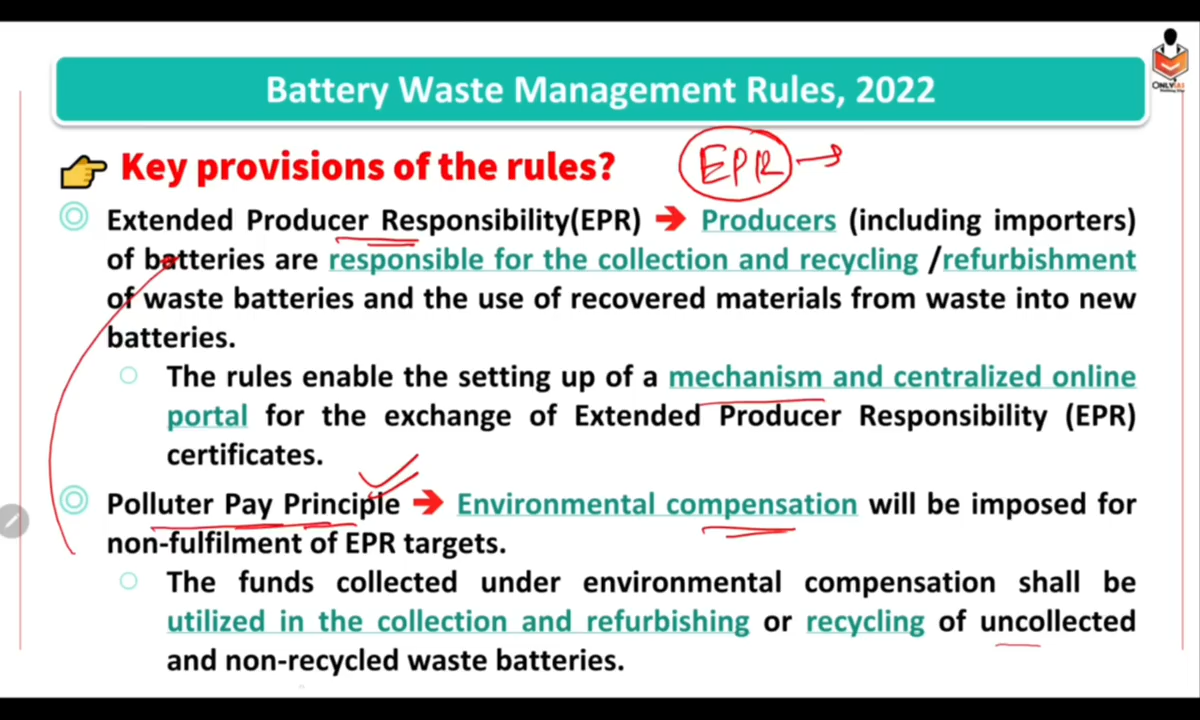 Battery Waste Management Rules, 2022
ONLYIAS
Key provisions of the rules?
EPR →
Extended Producer Responsibility(EPR) ➔ Producers (including importers)
of batteries are responsible for the collection and recycling /refurbishment
of waste batteries and the use of recovered materials from waste into new
batteries.
The rules enable the setting up of a mechanism and centralized online
portal for the exchange of Extended Producer Responsibility (EPR)
certificates.
Polluter Pay Principle ➔ Environmental compensation will be imposed for
non-fulfilment of EPR targets.
The funds collected under environmental compensation shall be
utilized in the collection and refurbishing or recycling of uncollected
and non-recycled waste batteries.